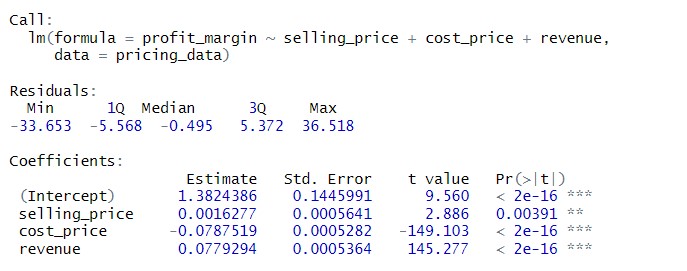 Call:
lm(formula = profit_margin ~ selling_price + cost_price + revenue,
data = pricing_data)
Residuals:
Min 1Q Median 3Q Max
-33.653 -5.568 -0.495 5.372 36.518
Coefficients:
Estimate Std. Error t value Pr(>|t|)
(Intercept) 1.3824386 0.1445991 9.560 < 2e-16 ***
selling_price 0.0016277 0.0005641 2.886 0.00391 **
cost_price -0.0787519 0.0005282 -149.103 < 2e-16 ***
revenue 0.0779294 0.0005364 145.277 < 2e-16 ***